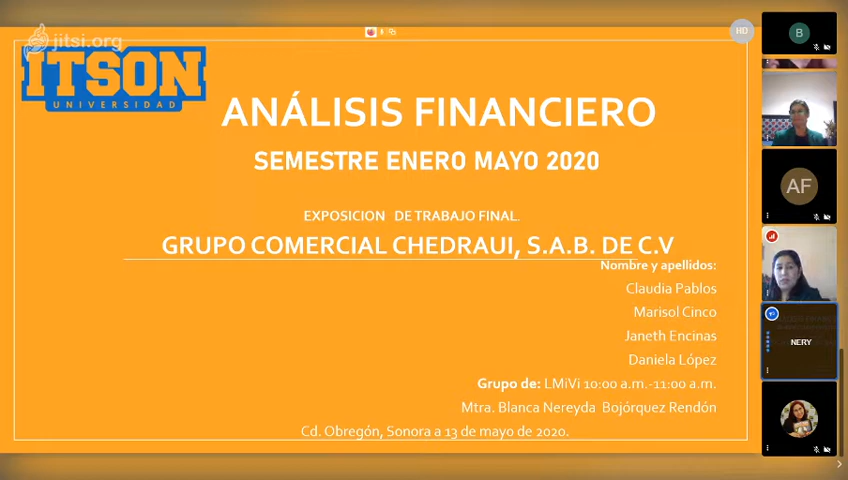 jitsi.org
HD
ITSON
UNIVERSIDAD
ANÁLISIS FINANCIERO
SEMESTRE ENERO MAYO 2020
EXPOSICION DE TRABAJO FINAL
GRUPO COMERCIAL CHEDRAUI, S.A.B. DE C.V
Nombre y apellidos:
Claudia Pablos
Marisol Cinco
Janeth Encinas
Daniela López
Grupo de: LMiVi 10:00 a.m.-11:00 a.m.
Mtra. Blanca Nereyda Bojórquez Rendón
Cd. Obregón, Sonora a 13 de mayo de 2020.
B
AF
NERY